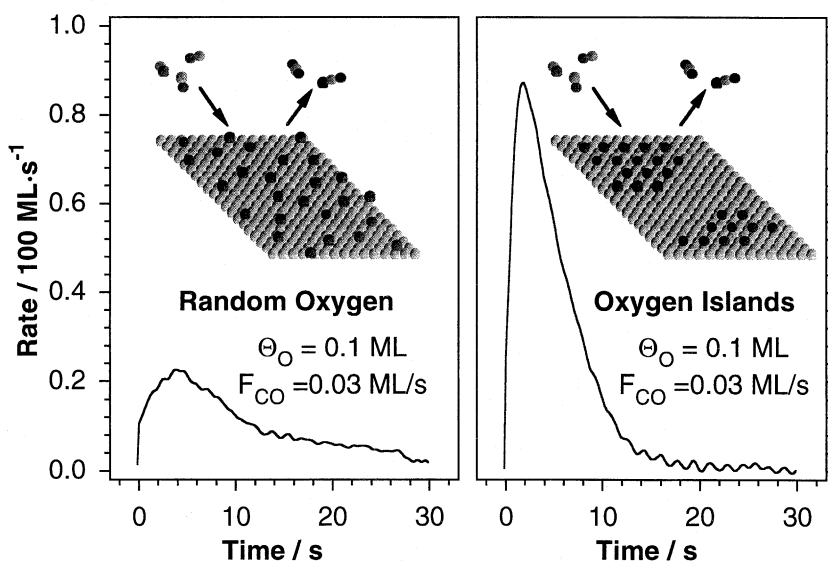 Rate / 100 ML·s-1
1.0
0.8
0.6
0.4
0.2
0.0
Random Oxygen
ΘO = 0.1 ML
FCO =0.03 ML/s
0 10 20 30
Time / s
Oxygen Islands
ΘO = 0.1 ML
FCO =0.03 ML/s
0 10 20 30
Time / s